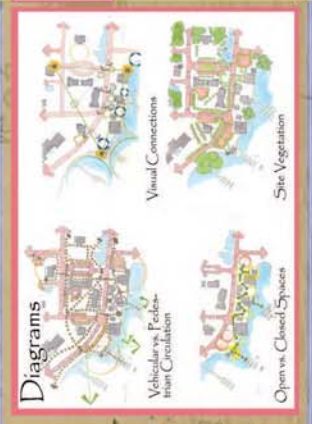 Diagrams
Vehicular vs. Pedes-
trian Circulation
Visual Connections
Open vs. Closed Spaces
Site Vegetation